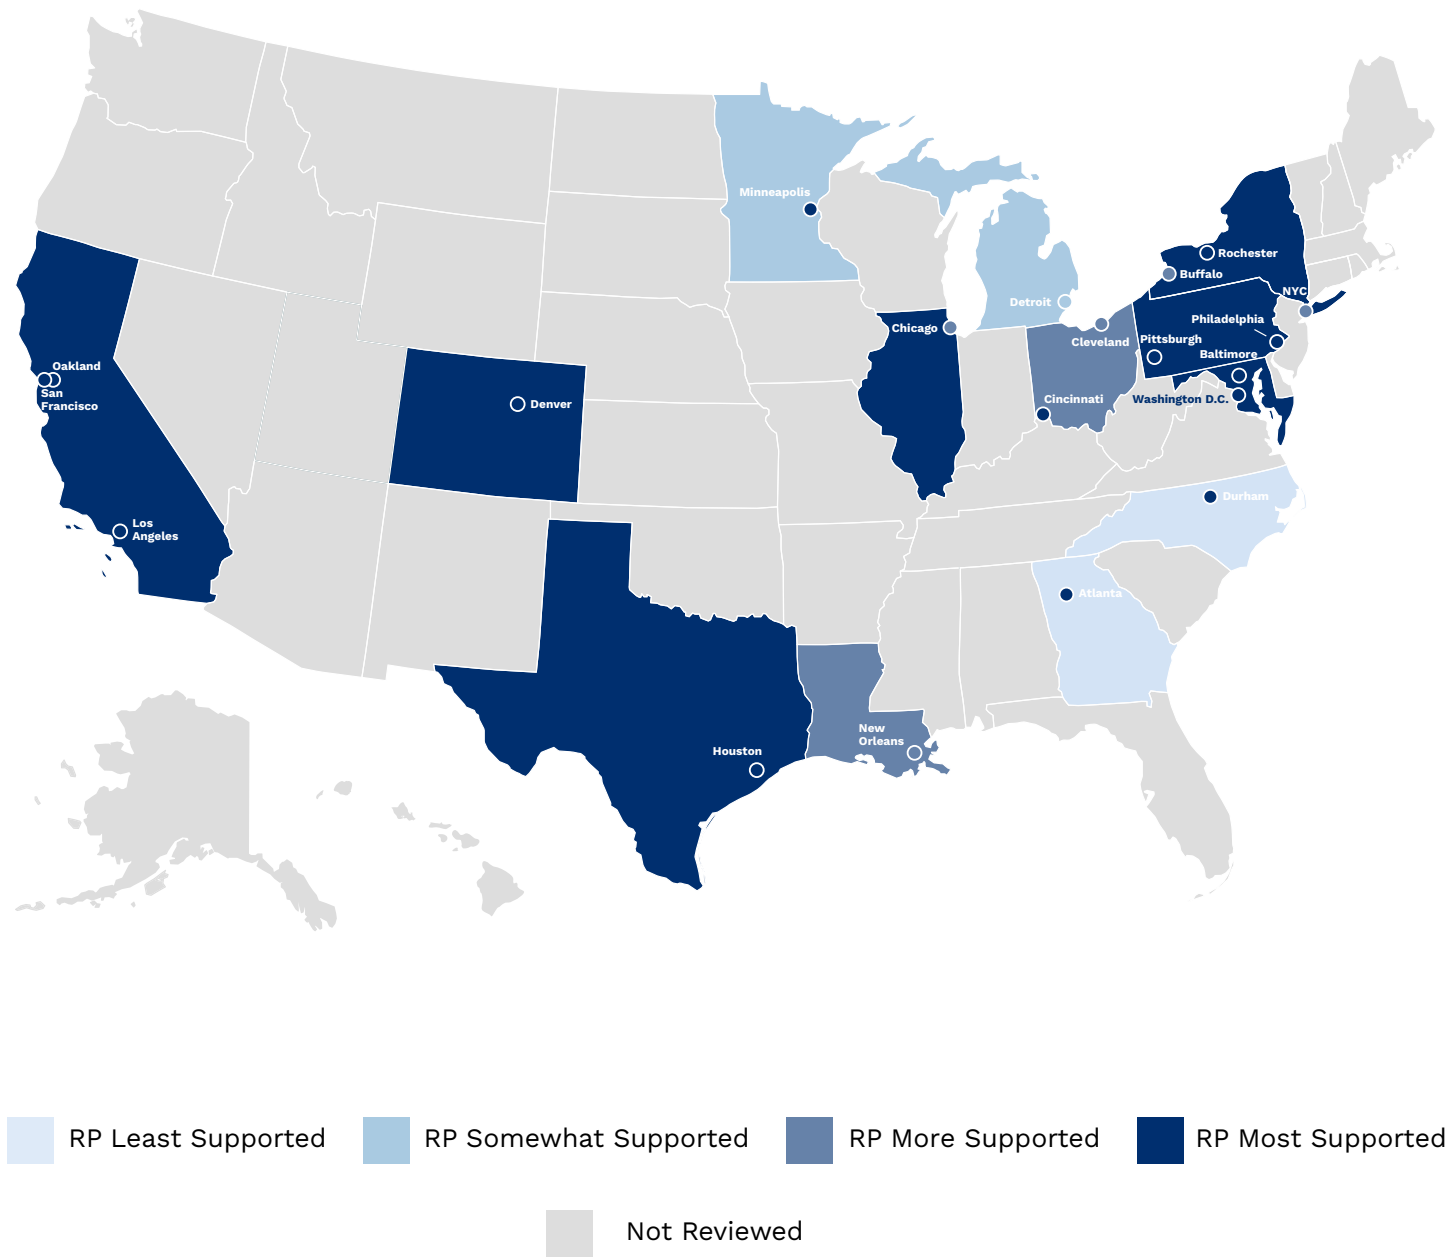 Minneapolis
Rochester
Buffalo
NYC
Detroit
Philadelphia
Chicago
Cleveland
Pittsburgh
Baltimore
Oakland
San
Francisco
Denver
Cincinnati
Washington D.C.
Durham
Los
Angeles
Atlanta
New
Orleans
Houston
RP Least Supported
RP Somewhat Supported
RP More Supported
RP Most Supported
Not Reviewed